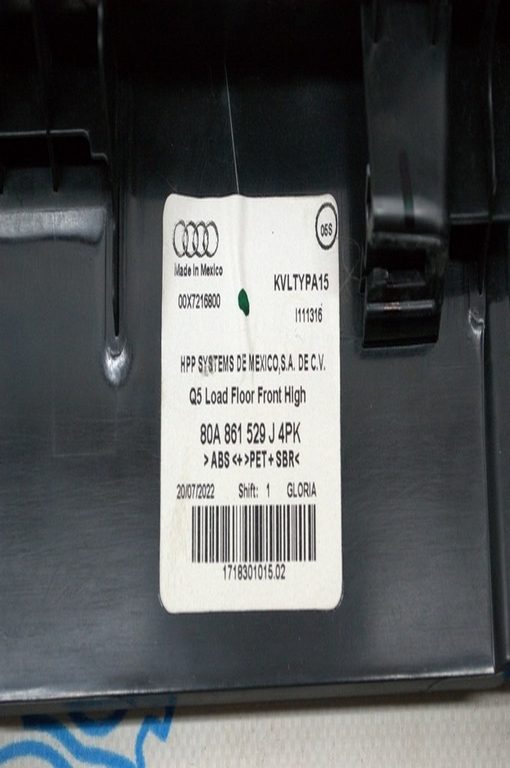 05S
Made in Mexico
KVLTYPA15
00X7216800
I111316
HPP SYSTEMS DE MEXICO,S.A. DE C.V.
Q5 Load Floor Front High
80A 861 529 J 4PK
>ABS<+>PET+SBR<
20/07/2022 Shift: 1 GLORIA
1718301015.02